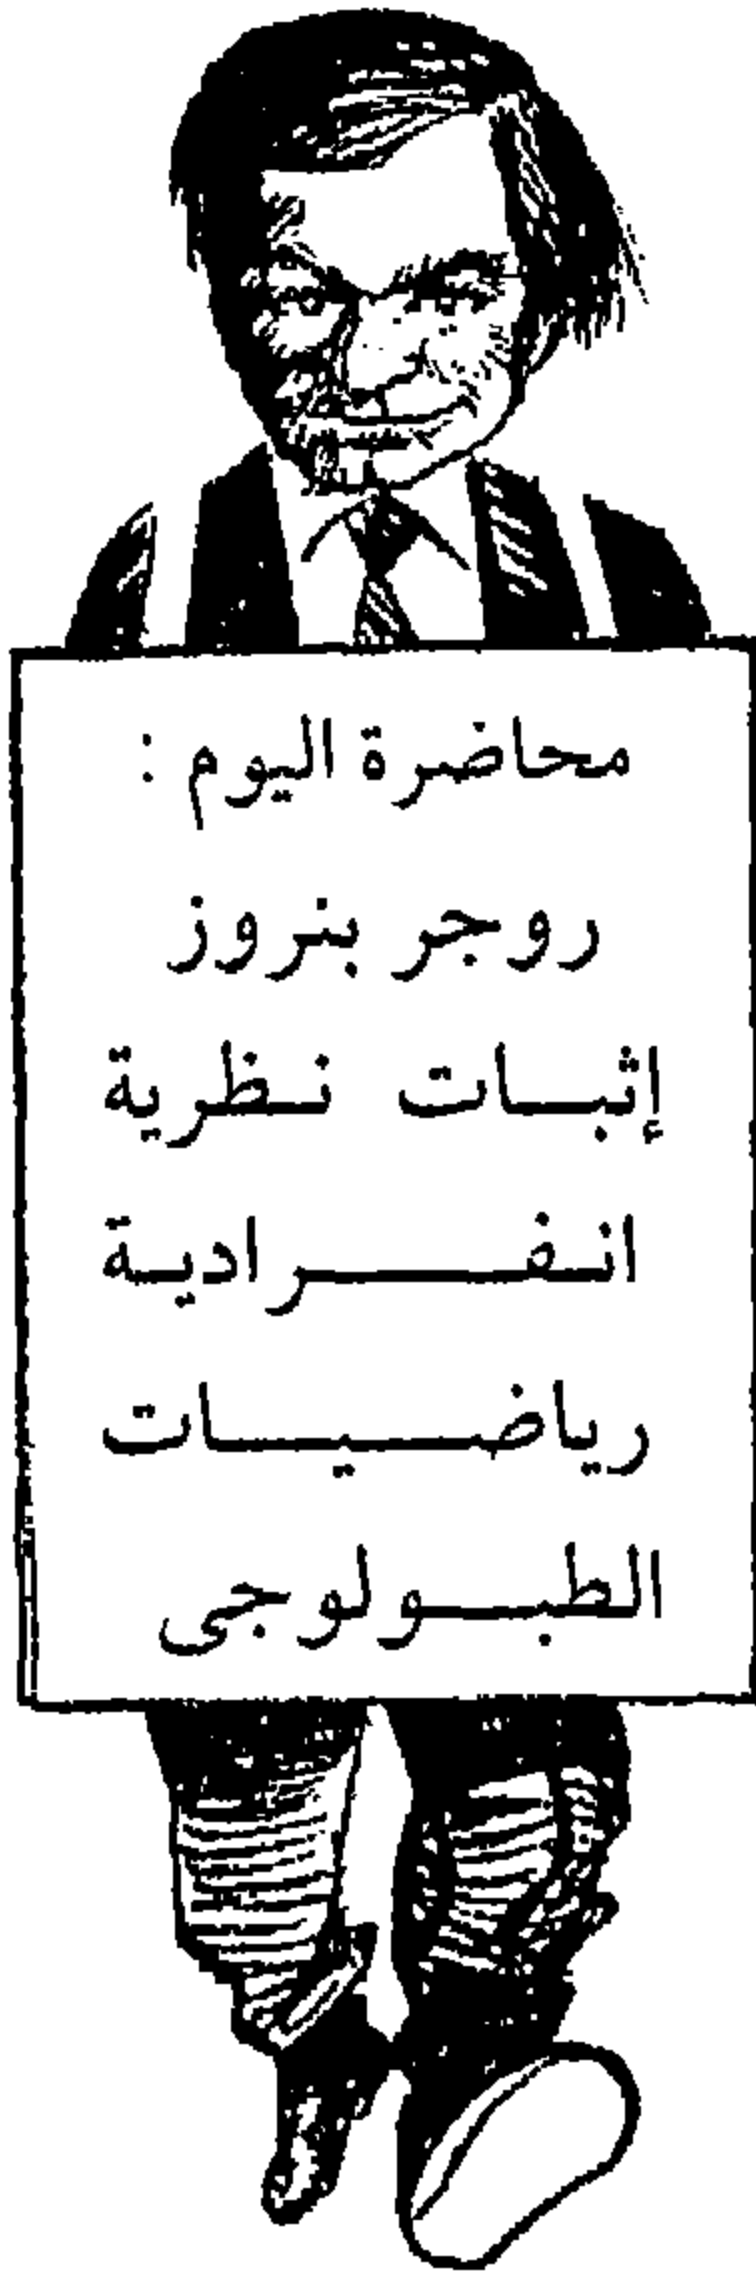 محاضرة اليوم :
روجر بنروز
إثبات نظرية
انفرادية
رياضيات
الطبولوجى